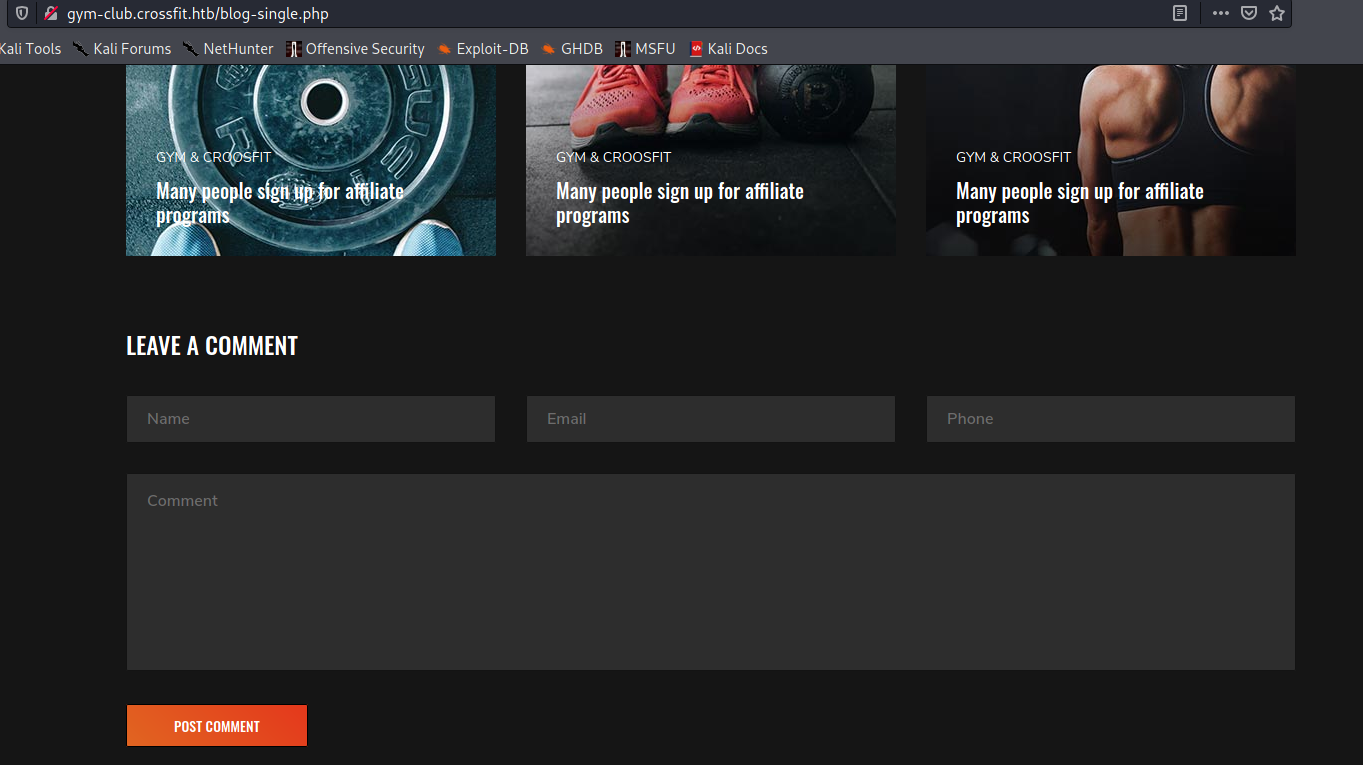 gym-club.crossfit.htb/blog-single.php
Kali Tools Kali Forums NetHunter Offensive Security Exploit-DB GHDB MSFU Kali Docs
GYM & CROOSFIT
Many people sign up for affiliate
programs
GYM & CROOSFIT
Many people sign up for affiliate
programs
GYM & CROOSFIT
Many people sign up for affiliate
programs
LEAVE A COMMENT
Name Email Phone
Comment
POST COMMENT